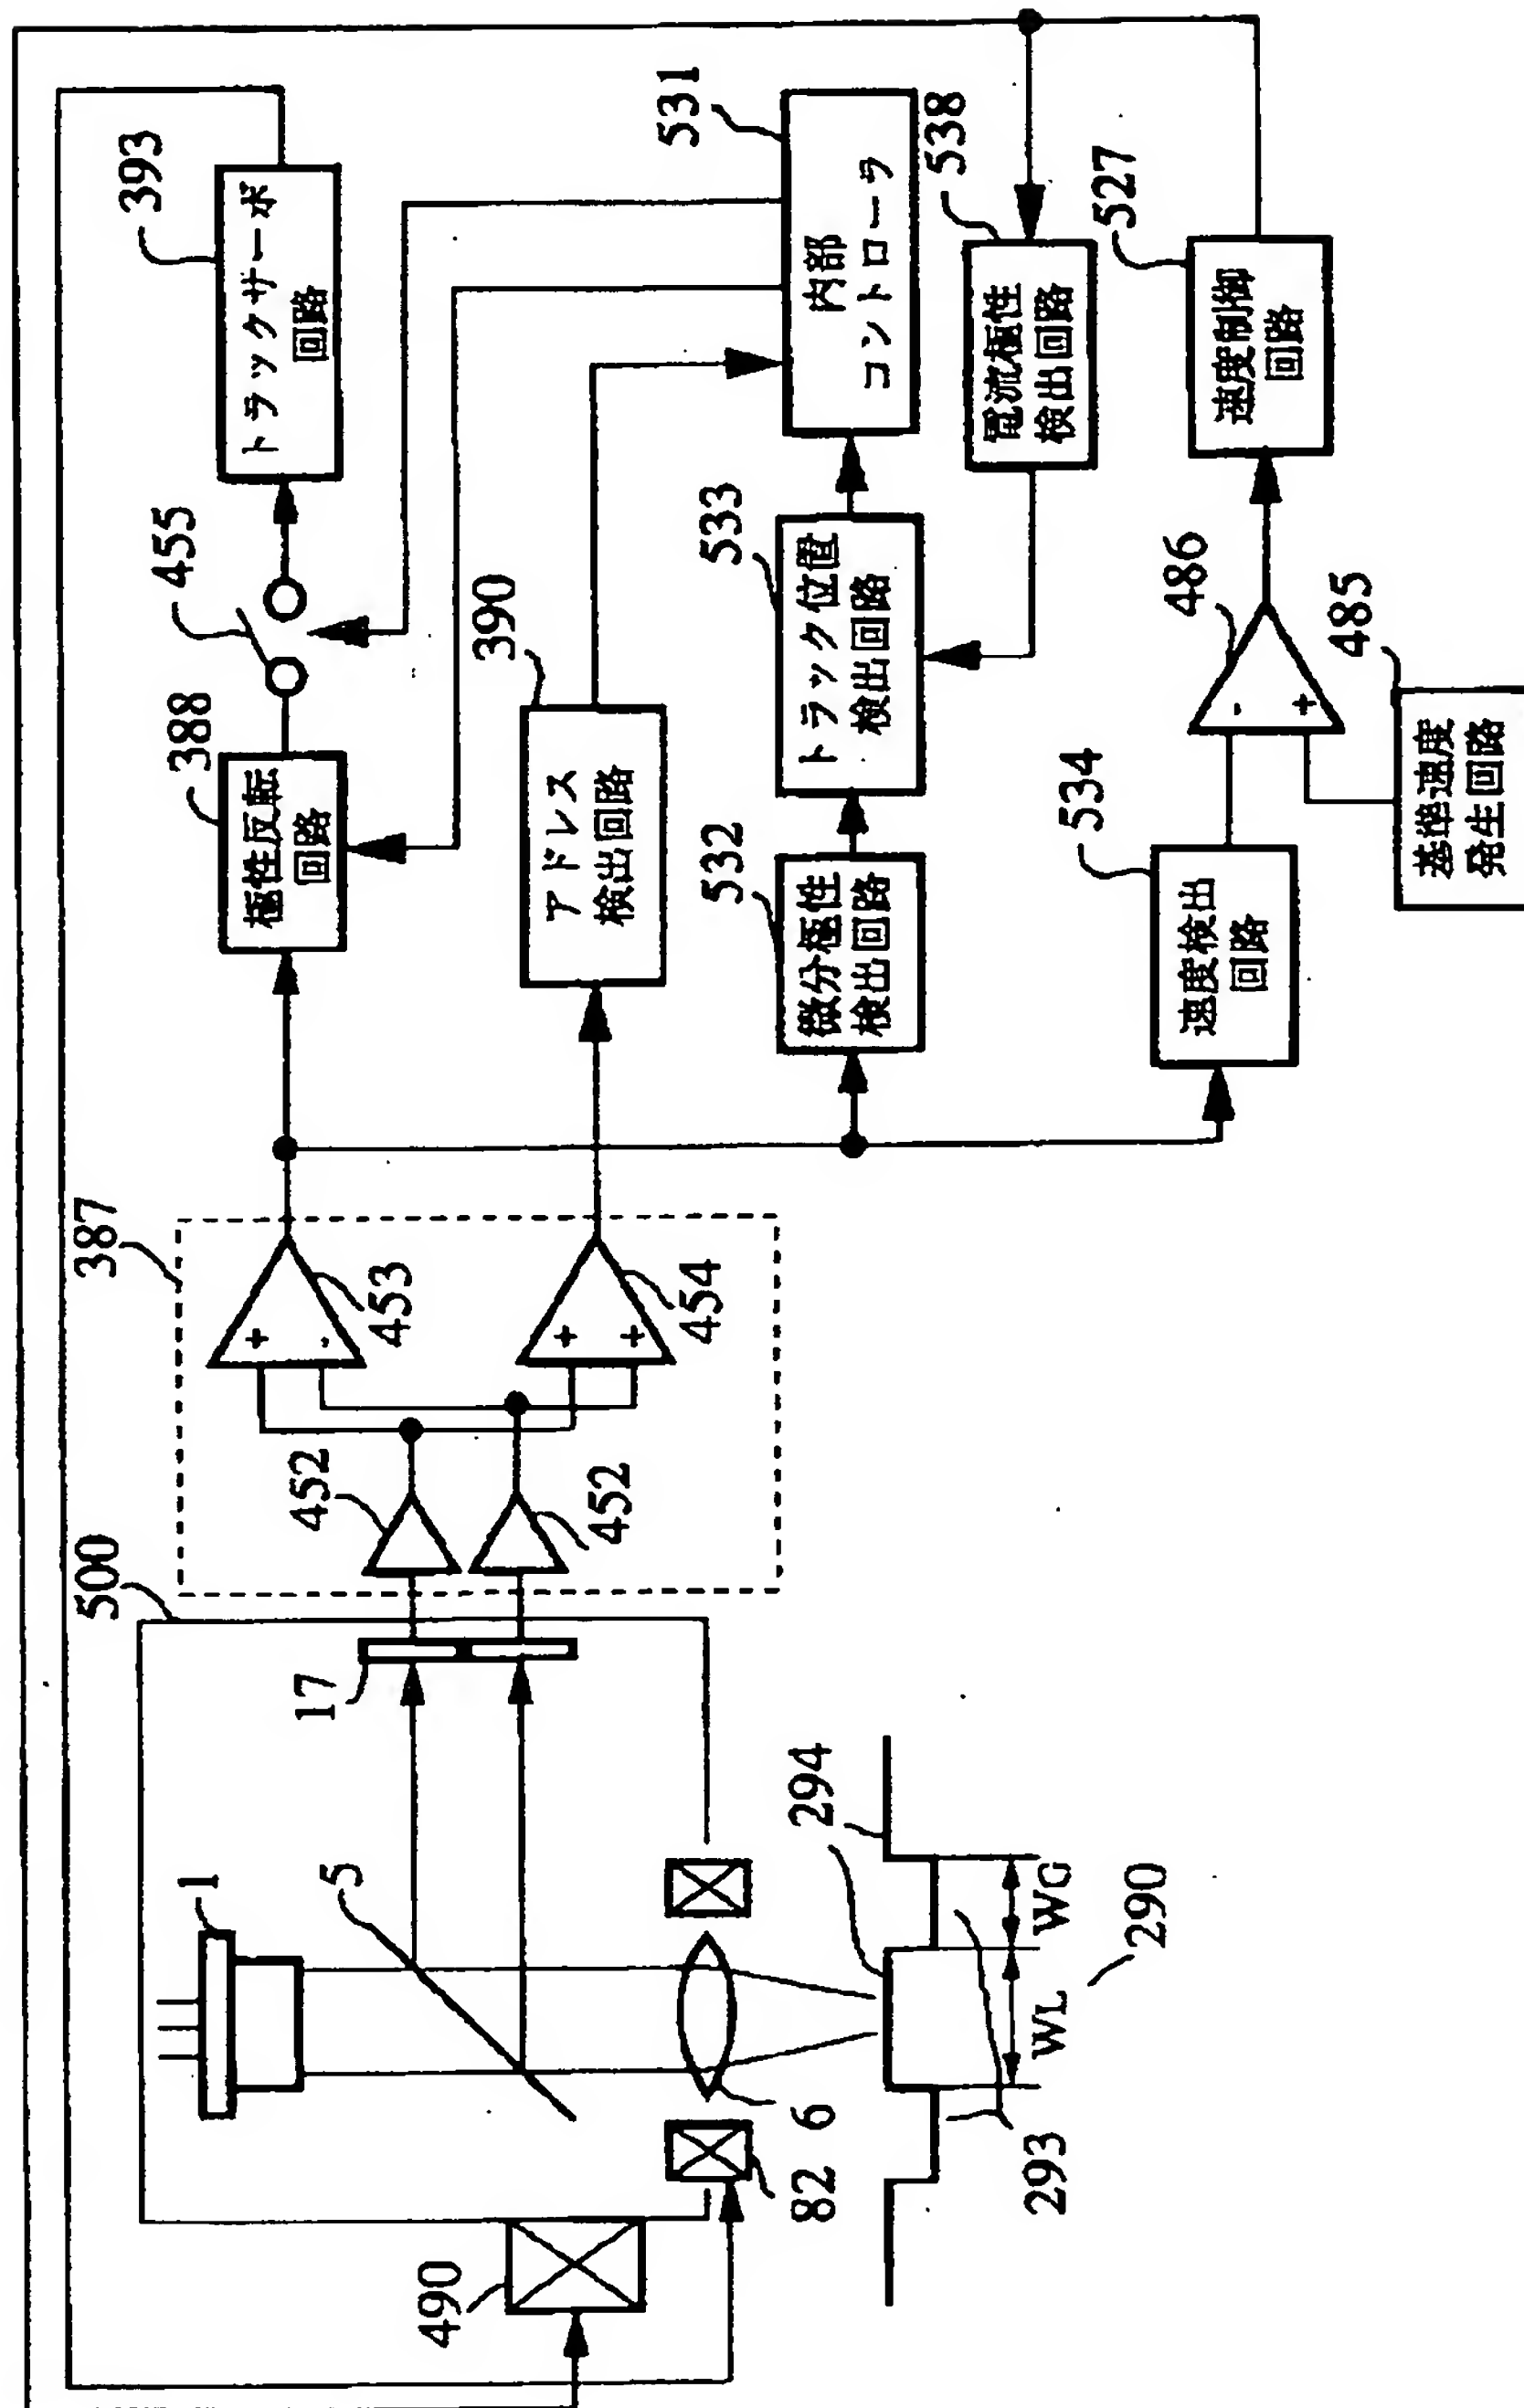 393
トラックサーボ
回路
455
388
極性反転
回路
531
内部
コントローラ
390
アドレス
検出回路
538
電流極性
検出回路
533
トラック位置
検出回路
532
微分極性
検出回路
527
速度制御
回路
486
-
+
485
基準速度
発生回路
534
速度検出
回路
387
+
-
453
+
+
454
452
452
500
17
1
5
6
82
490
294
WG
WL
290
293